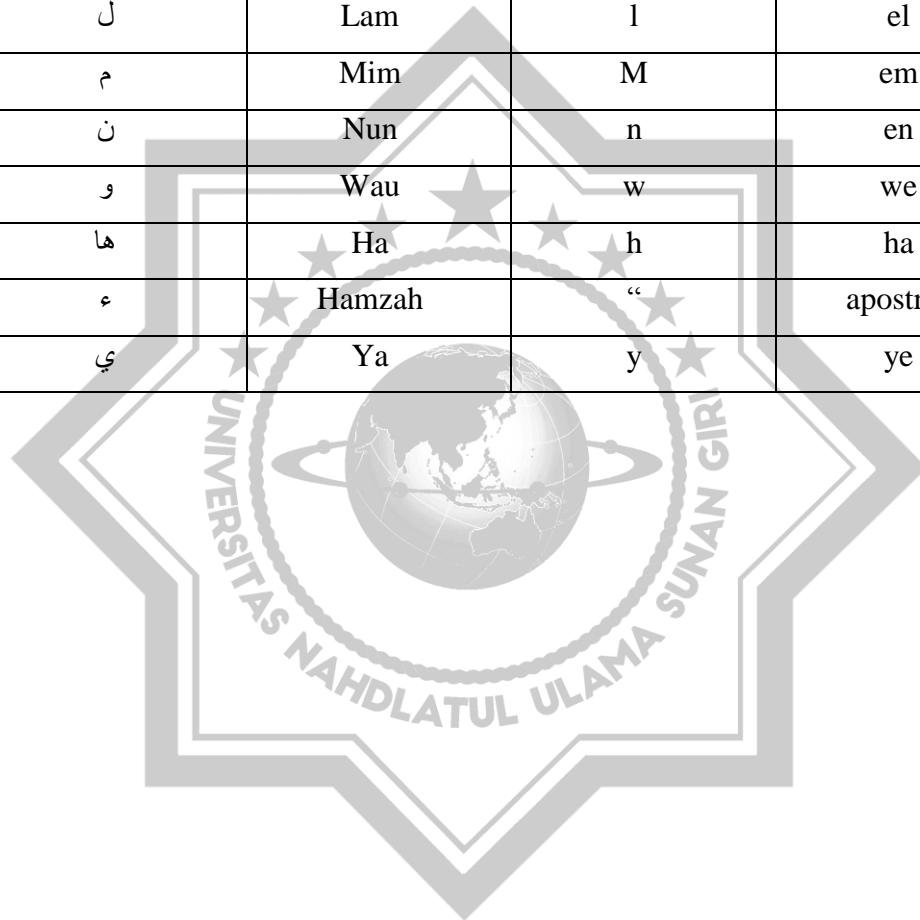 ل Lam l el
م Mim M em
ن Nun n en
و Wau w we
ها Ha h ha
ء Hamzah “
ي Ya y ye
UNIVERSITAS NAHDLATUL ULAMA SUNAN GIRI